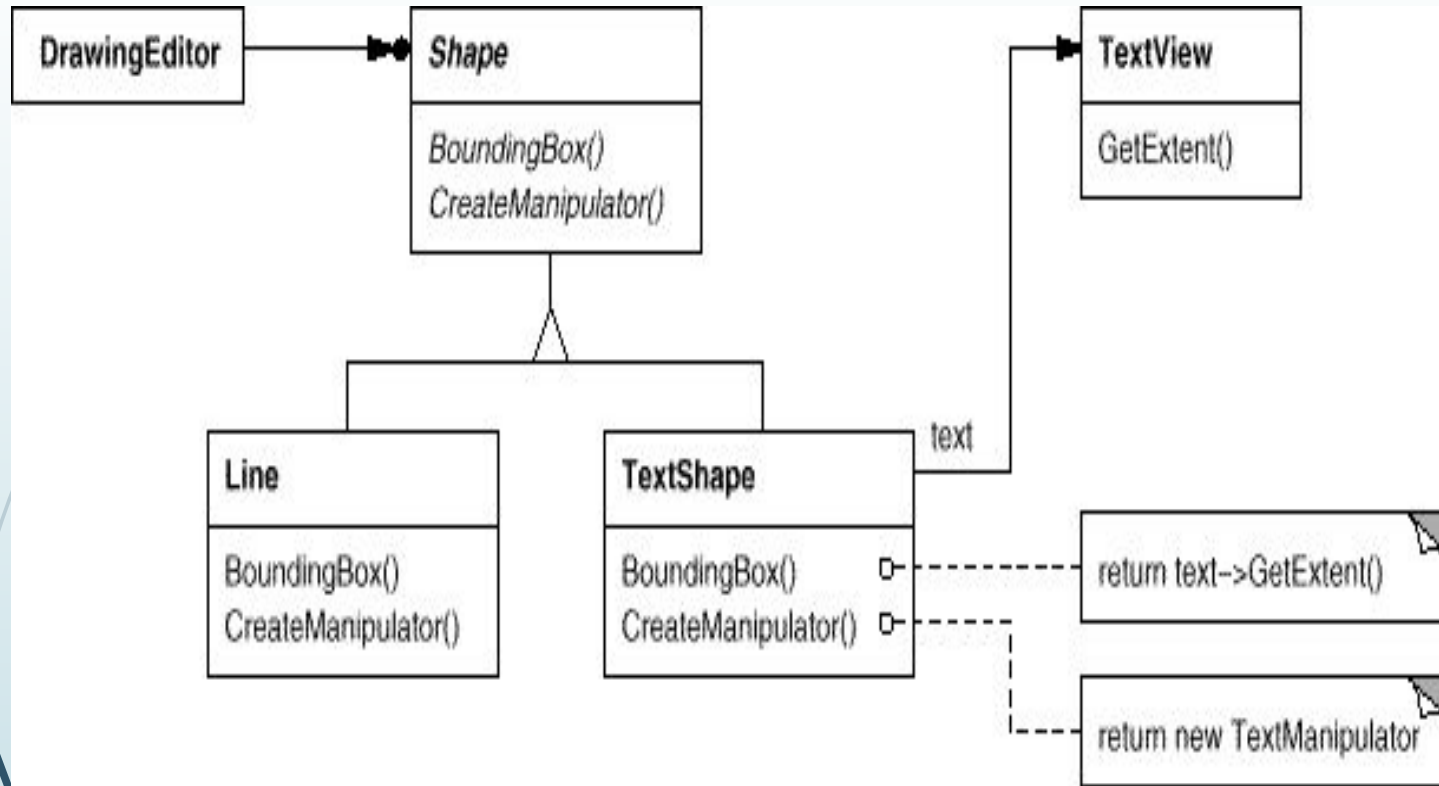 DrawingEditor
Shape
BoundingBox()
CreateManipulator()
TextView
GetExtent()
Line
BoundingBox()
CreateManipulator()
TextShape
BoundingBox()
CreateManipulator()
text
return text->GetExtent()
return new TextManipulator